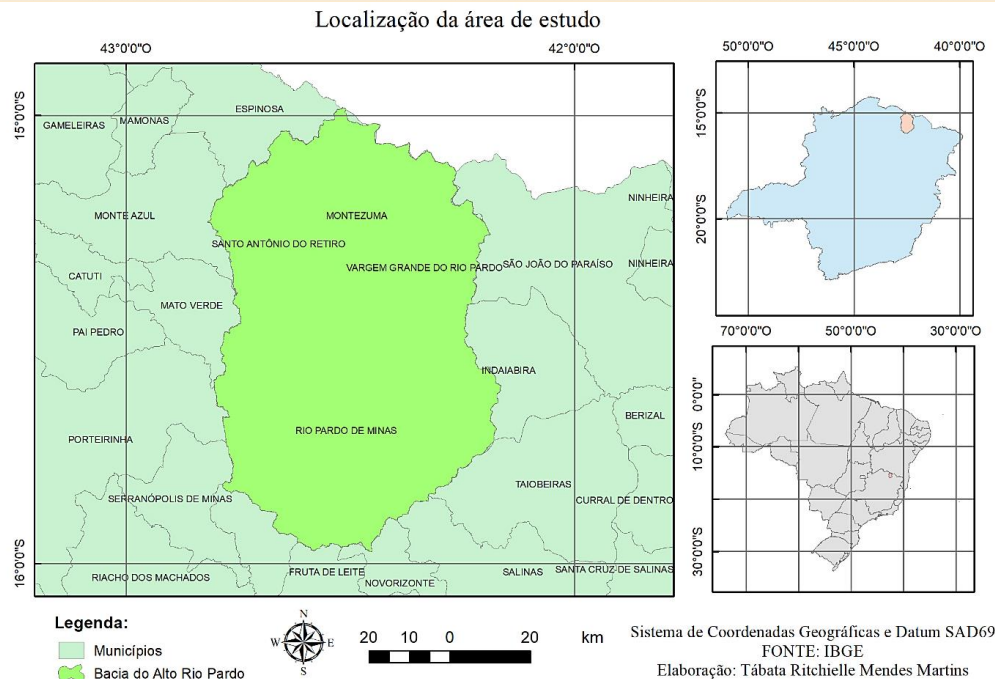 Localização da área de estudo
43°0'0"O 42°0'0"O
15°0'0"S
16°0'0"S
ESPINOSA
GAMELEIRAS
MAMONAS
NINHEIRA
MONTE AZUL
MONTEZUMA
SANTO ANTÔNIO DO RETIRO
VARGEM GRANDE DO RIO PARDO
SÃO JOÃO DO PARAÍSO
NINHEIRA
CATUTI
MATO VERDE
PAI PEDRO
INDAIABIRA
BERIZAL
RIO PARDO DE MINAS
PORTEIRINHA
TAIOBEIRAS
SERRANÓPOLIS DE MINAS
CURRAL DE DENTRO
RIACHO DOS MACHADOS
FRUTA DE LEITE
NOVORIZONTE
SALINAS
SANTA CRUZ DE SALINAS
50°0'0"O 45°0'0"O 40°0'0"O
15°0'0"S
20°0'0"S
70°0'0"O 50°0'0"O 30°0'0"O
0°0'0"
10°0'0"S
30°0'0"S
Legenda:
Municípios
Bacia do Alto Rio Pardo
N
W E
S
20 10 0 20 km
Sistema de Coordenadas Geográficas e Datum SAD69
FONTE: IBGE
Elaboração: Tábata Ritchielle Mendes Martins